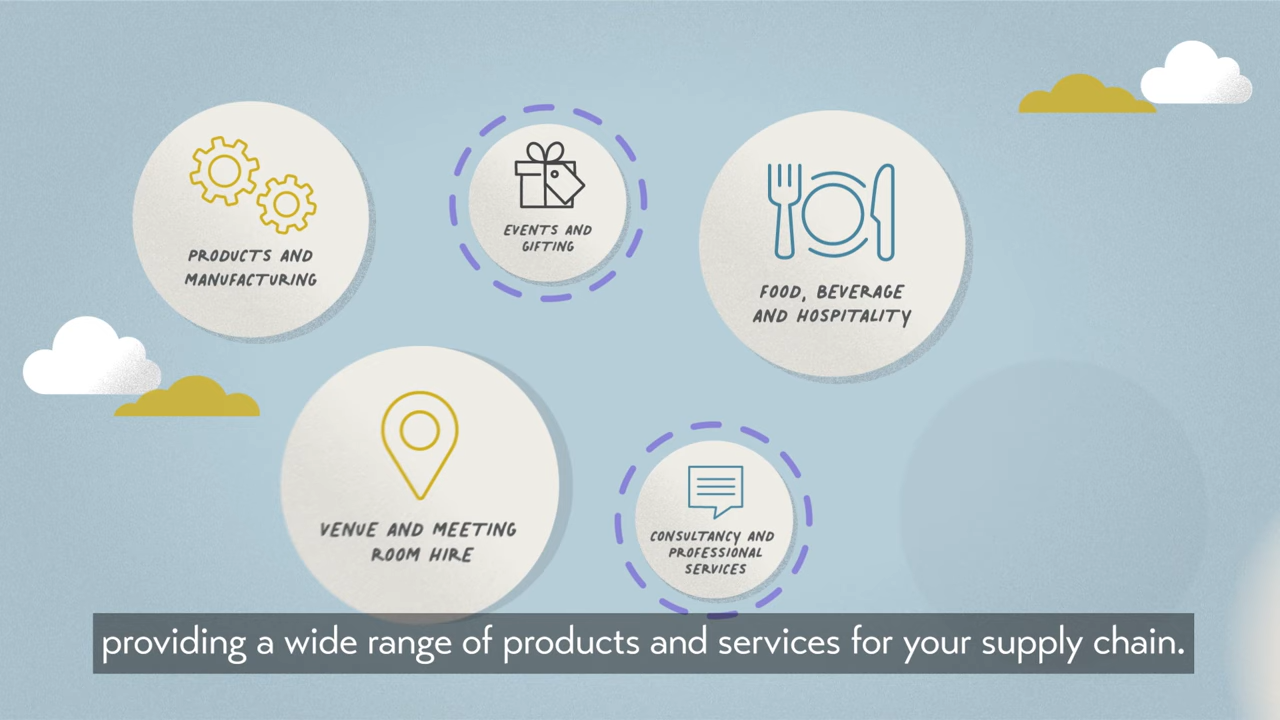 PRODUCTS AND
MANUFACTURING
EVENTS AND
GIFTING
FOOD, BEVERAGE
AND HOSPITALITY
VENUE AND MEETING
ROOM HIRE
CONSULTANCY AND
PROFESSIONAL
SERVICES
providing a wide range of products and services for your supply chain.